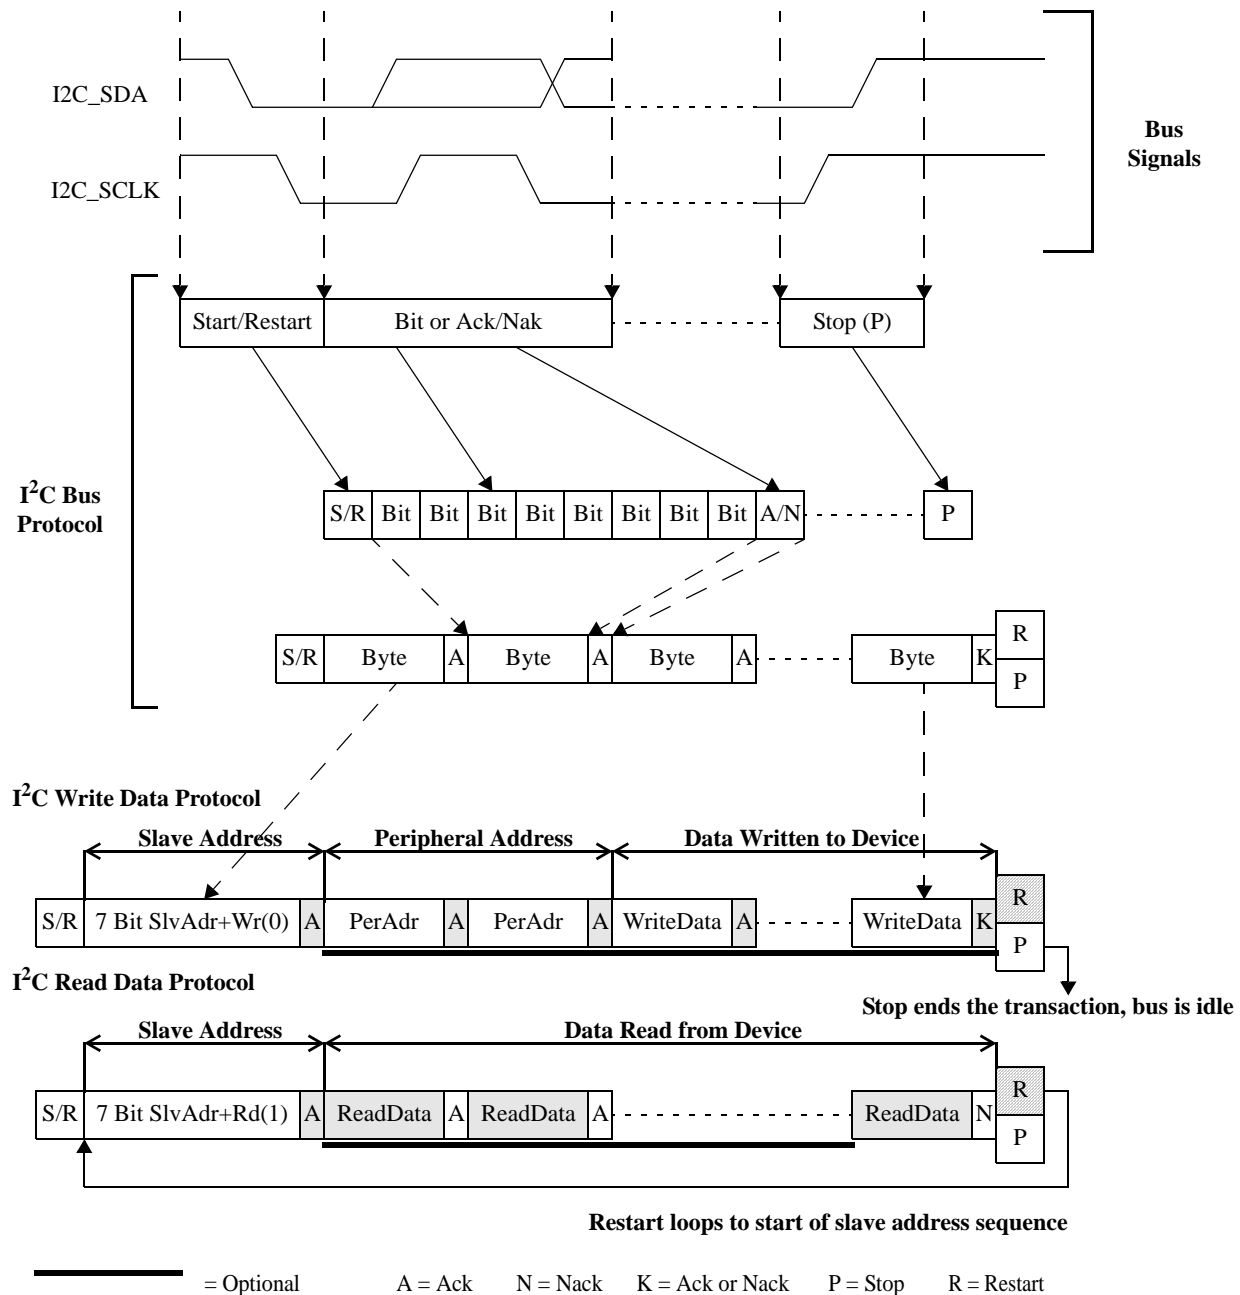 I2C_SDA
Bus
Signals
I2C_SCLK
Start/Restart Bit or Ack/Nak Stop (P)
I²C Bus
Protocol
S/R Bit Bit Bit Bit Bit Bit Bit Bit A/N P
R
S/R Byte A Byte A Byte A Byte K
P
I²C Write Data Protocol
Slave Address Peripheral Address Data Written to Device
R
S/R 7 Bit SlvAdr+Wr(0) A PerAdr A PerAdr A WriteData A WriteData K
P
I²C Read Data Protocol
Stop ends the transaction, bus is idle
Slave Address Data Read from Device
R
S/R 7 Bit SlvAdr+Rd(1) A ReadData A ReadData A ReadData N
P
Restart loops to start of slave address sequence
= Optional A = Ack N = Nack K = Ack or Nack P = Stop R = Restart